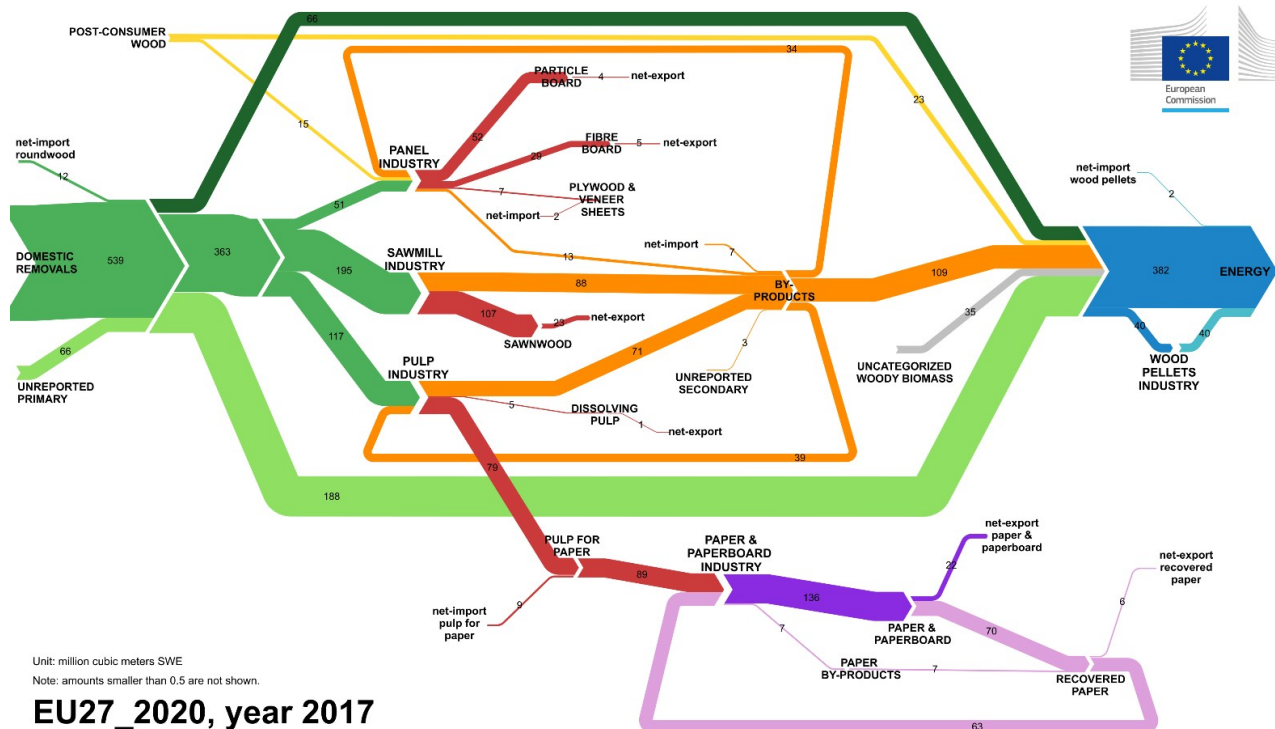 66
POST-CONSUMER
WOOD
34
PARTICLE
BOARD
4
net-export
European
Commission
23
15
52
net-import
roundwood
12
PANEL
INDUSTRY
FIBRE
BOARD
5
net-export
29
net-import
wood pellets
2
7
PLYWOOD &
VENEER
SHEETS
net-import
2
51
DOMESTIC
REMOVALS
539
363
195
SAWMILL
INDUSTRY
13
net-import
7
88
BY-
PRODUCTS
109
382
ENERGY
107
23
net-export
SAWNWOOD
35
40
40
117
66
UNREPORTED
PRIMARY
PULP
INDUSTRY
71
3
UNREPORTED
SECONDARY
UNCATEGORIZED
WOODY BIOMASS
WOOD
PELLETS
INDUSTRY
5
DISSOLVING
PULP
1
net-export
39
79
188
PULP FOR
PAPER
89
9
net-import
pulp for
paper
PAPER &
PAPERBOARD
INDUSTRY
136
net-export
paper &
paperboard
22
net-export
recovered
paper
6
7
PAPER &
PAPERBOARD
70
PAPER
BY-PRODUCTS
7
RECOVERED
PAPER
63
Unit: million cubic meters SWE
Note: amounts smaller than 0.5 are not shown.
EU27_2020, year 2017